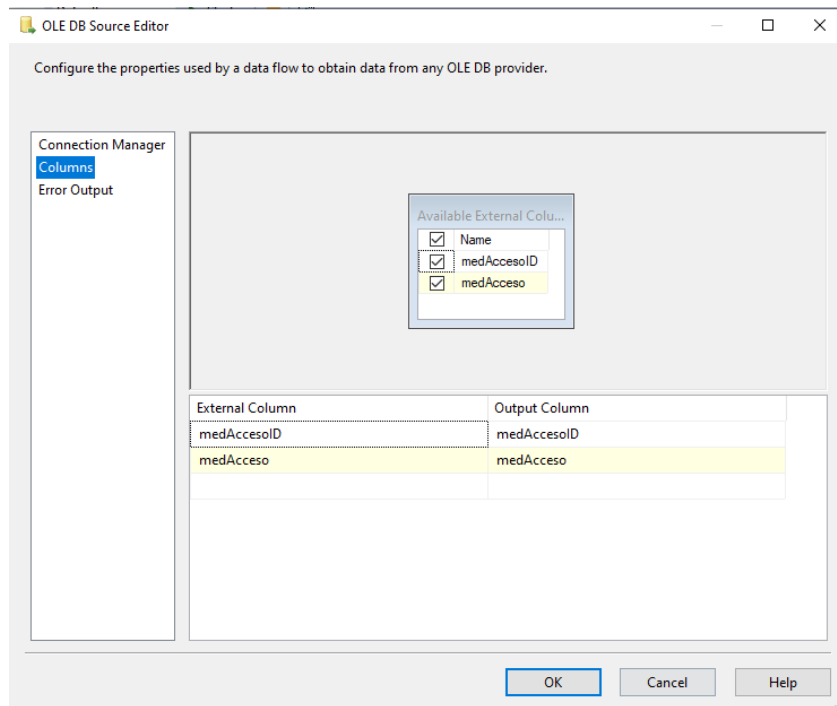 OLE DB Source Editor
Configure the properties used by a data flow to obtain data from any OLE DB provider.
Connection Manager
Columns
Error Output
Available External Colu...
Name
medAccesoID
medAcceso
External Column Output Column
medAccesoID medAccesoID
medAcceso medAcceso
OK Cancel Help